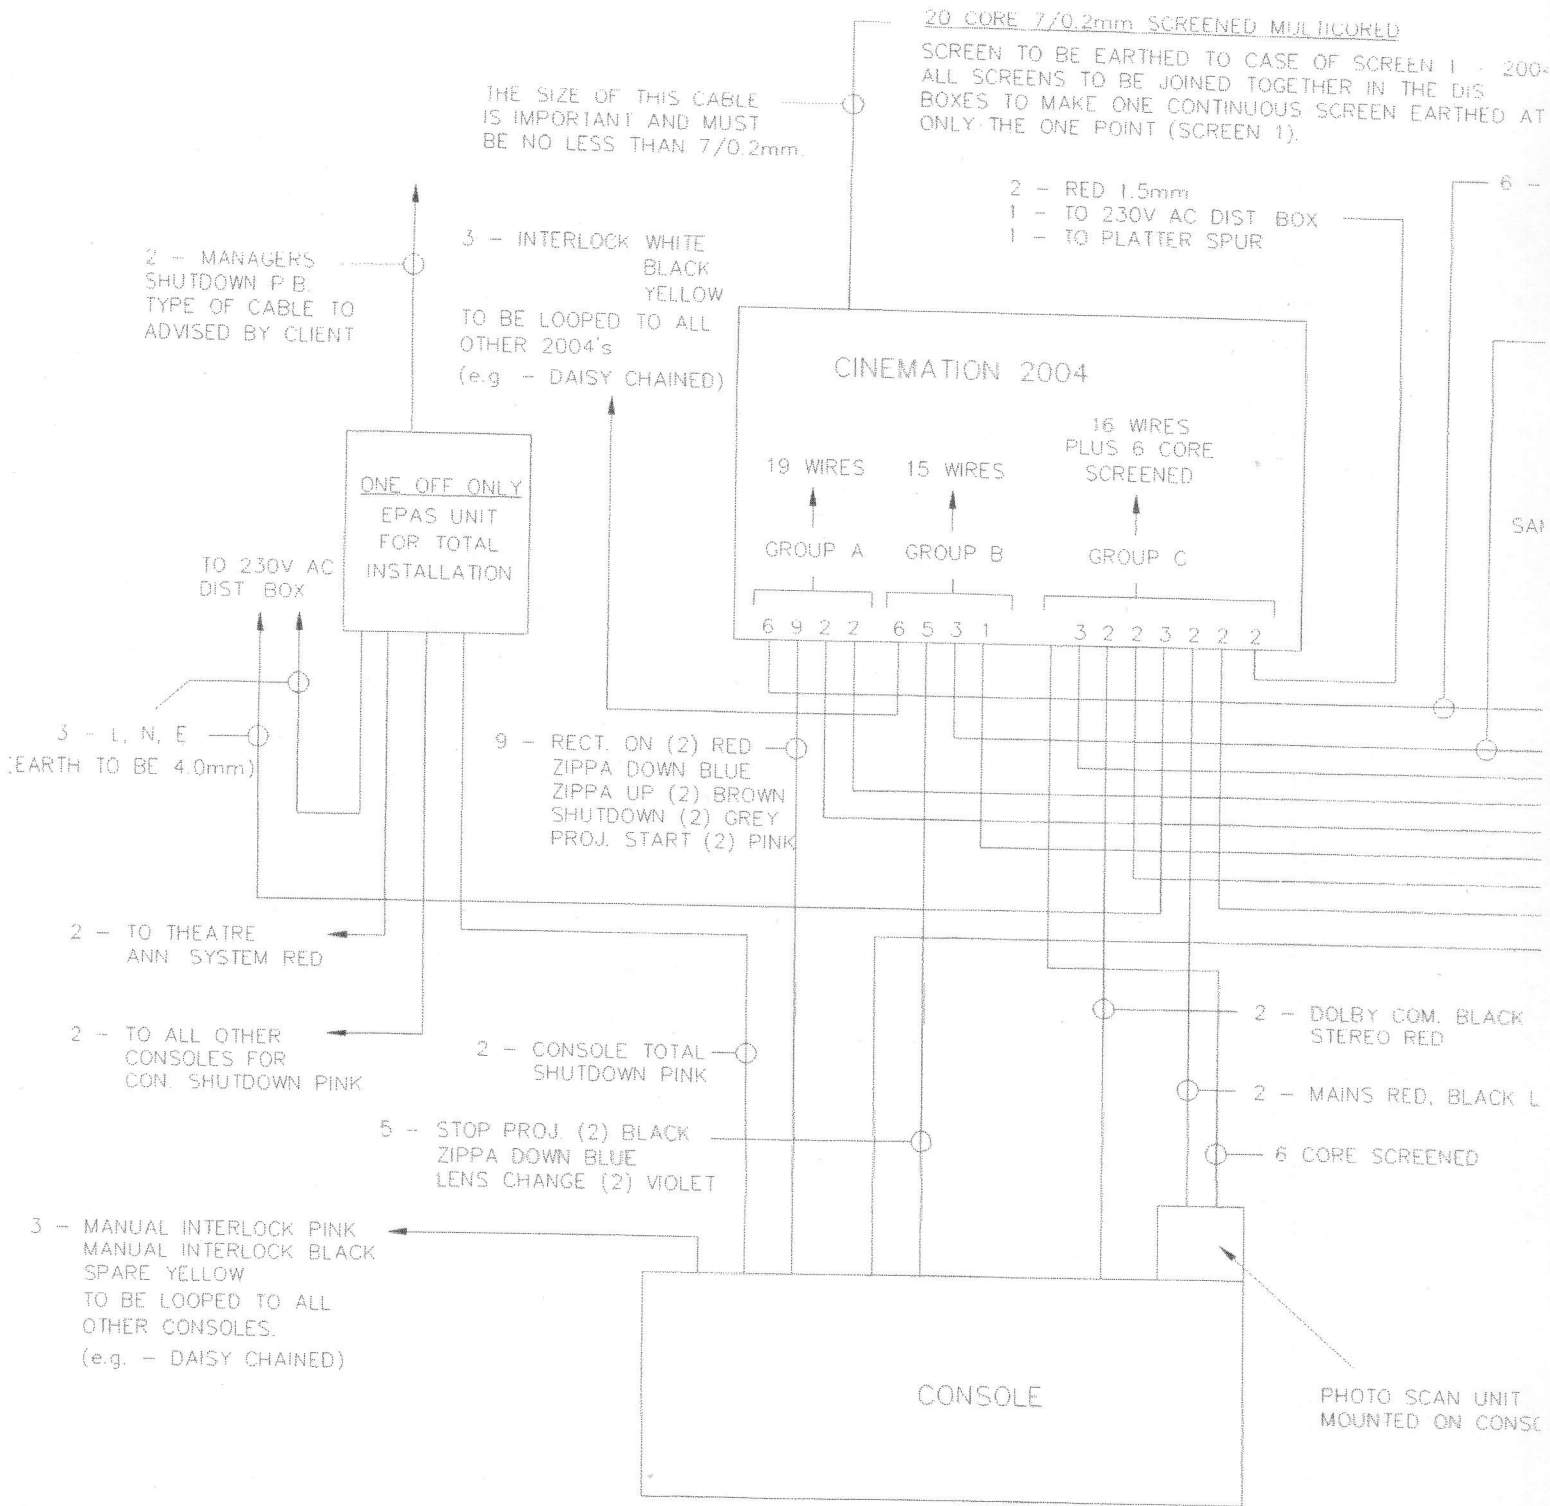 20 CORE 7/0.2mm SCREENED MULTICORED
SCREEN TO BE EARTHED TO CASE OF SCREEN 1 - 2004
ALL SCREENS TO BE JOINED TOGETHER IN THE DIS
BOXES TO MAKE ONE CONTINUOUS SCREEN EARTHED AT
ONLY THE ONE POINT (SCREEN 1).
THE SIZE OF THIS CABLE
IS IMPORTANT AND MUST
BE NO LESS THAN 7/0.2mm.
2 - RED 1.5mm
1 - TO 230V AC DIST BOX
1 - TO PLATTER SPUR
6 -
2 - MANAGERS
SHUTDOWN P.B.
TYPE OF CABLE TO
ADVISED BY CLIENT
3 - INTERLOCK WHITE
BLACK
YELLOW
TO BE LOOPED TO ALL
OTHER 2004's
(e.g - DAISY CHAINED)
CINEMATION 2004
19 WIRES
15 WIRES
16 WIRES
PLUS 6 CORE
SCREENED
GROUP A
GROUP B
GROUP C
6 9 2 2 6 5 3 1 3 2 2 3 2 2 2
ONE OFF ONLY
EPAS UNIT
FOR TOTAL
INSTALLATION
TO 230V AC
DIST BOX
SAN
3 - L, N, E
(EARTH TO BE 4.0mm)
9 - RECT. ON (2) RED
ZIPPA DOWN BLUE
ZIPPA UP (2) BROWN
SHUTDOWN (2) GREY
PROJ. START (2) PINK
2 - TO THEATRE
ANN SYSTEM RED
2 - TO ALL OTHER
CONSOLES FOR
CON. SHUTDOWN PINK
2 - CONSOLE TOTAL
SHUTDOWN PINK
2 - DOLBY COM. BLACK
STEREO RED
2 - MAINS RED, BLACK L
6 CORE SCREENED
5 - STOP PROJ. (2) BLACK
ZIPPA DOWN BLUE
LENS CHANGE (2) VIOLET
3 - MANUAL INTERLOCK PINK
MANUAL INTERLOCK BLACK
SPARE YELLOW
TO BE LOOPED TO ALL
OTHER CONSOLES.
(e.g. - DAISY CHAINED)
CONSOLE
PHOTO SCAN UNIT
MOUNTED ON CONSO